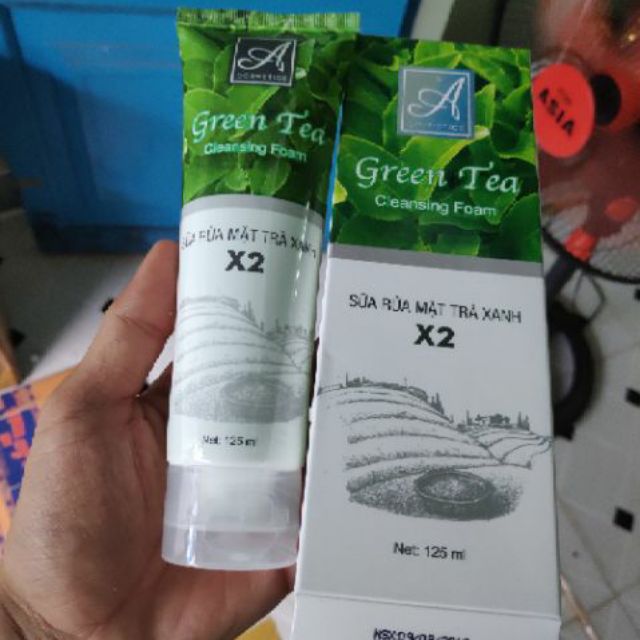 A
COSMETICS
Green Tea
Cleansing Foam
SỮA RỬA MẶT TRÀ XANH
X2
Net: 125 ml
A
Green Tea
Cleansing Foam
SỮA RỬA MẶT TRÀ XANH
X2
Net: 125 ml
ASIA